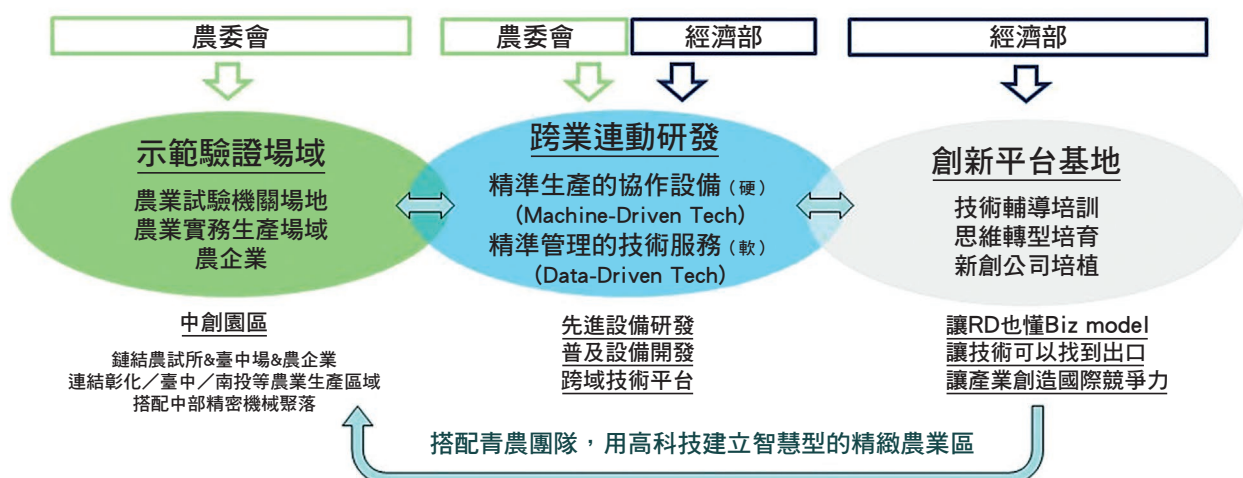 農委會
農委會
經濟部
經濟部
示範驗證場域
農業試驗機關場地
農業實務生產場域
農企業
跨業連動研發
精準生產的協作設備（硬）
(Machine-Driven Tech)
精準管理的技術服務（軟）
(Data-Driven Tech)
創新平台基地
技術輔導培訓
思維轉型培育
新創公司培植
中創園區
鏈結農試所&臺中場&農企業
連結彰化／臺中／南投等農業生產區域
搭配中部精密機械聚落
先進設備研發
普及設備開發
跨域技術平台
讓RD也懂Biz model
讓技術可以找到出口
讓產業創造國際競爭力
搭配青農團隊，用高科技建立智慧型的精緻農業區